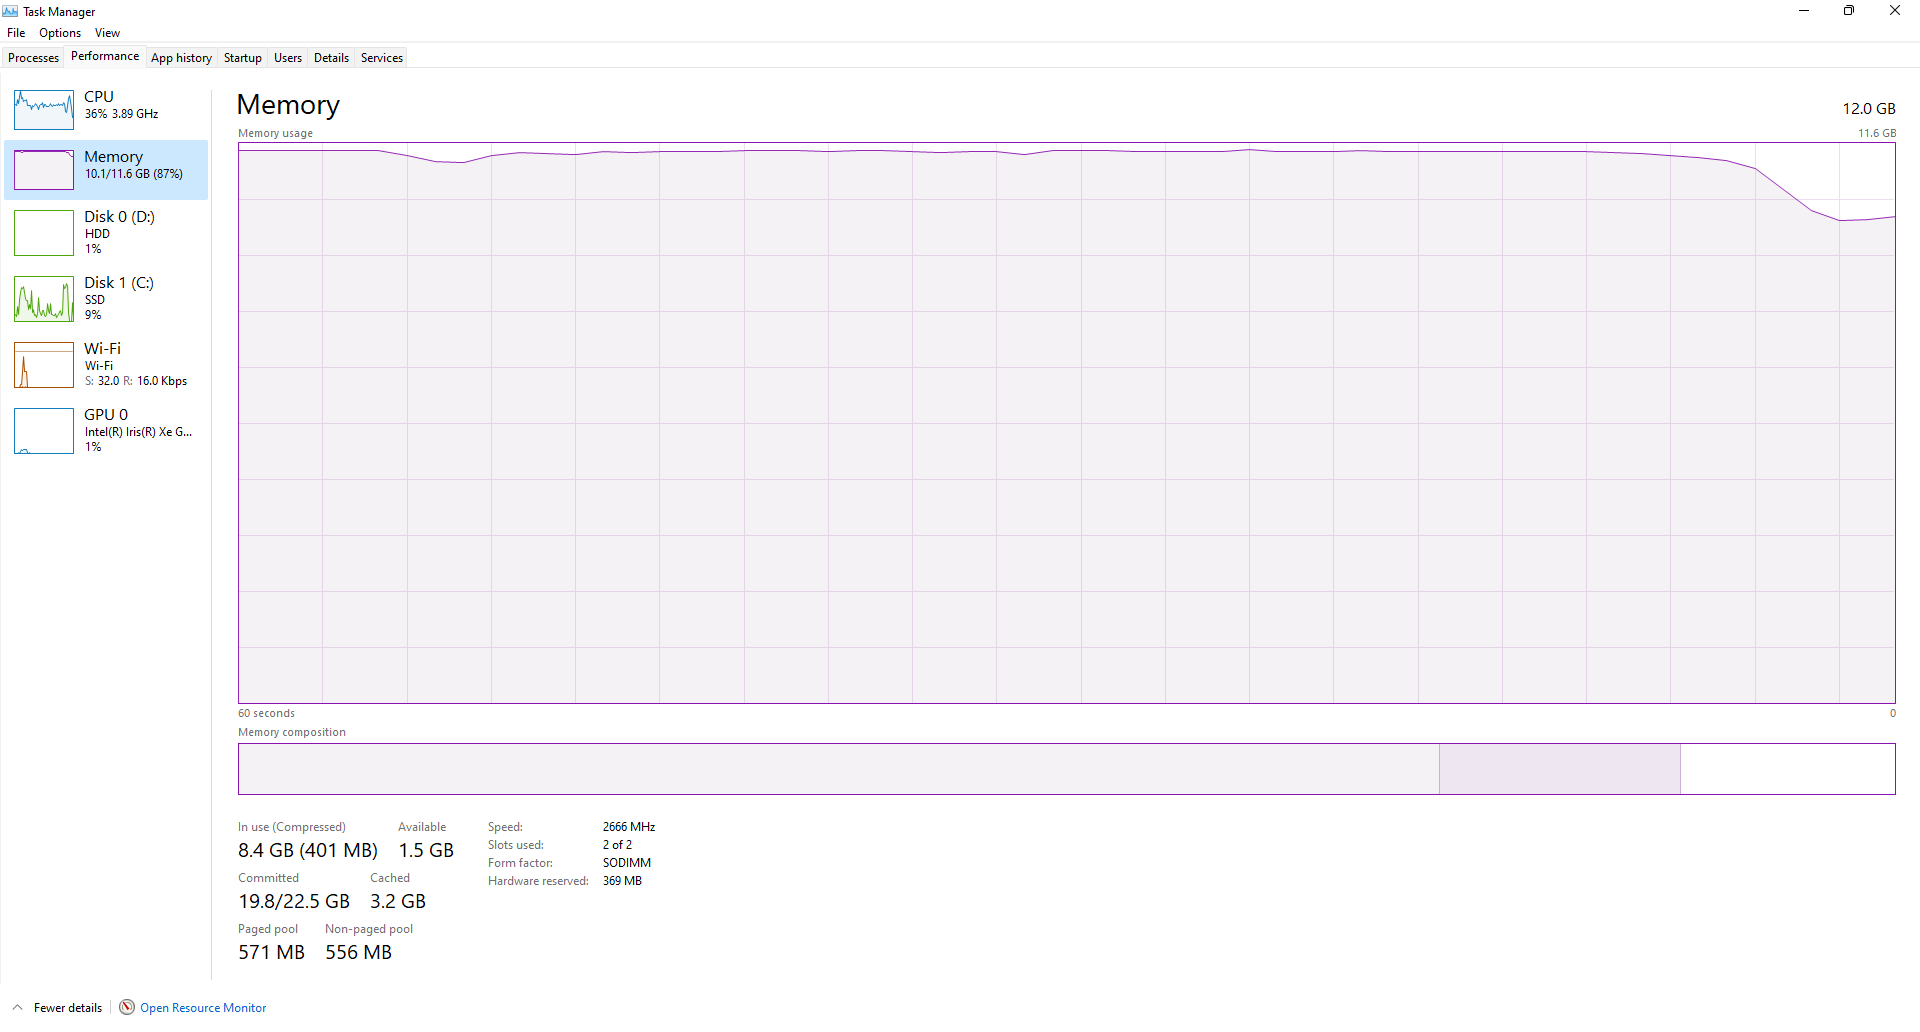 Task Manager
File Options View
Processes Performance App history Startup Users Details Services
CPU
36% 3.89 GHz
Memory
10.1/11.6 GB (87%)
Disk 0 (D:)
HDD
1%
Disk 1 (C:)
SSD
9%
Wi-Fi
Wi-Fi
S: 32.0 R: 16.0 Kbps
GPU 0
Intel(R) Iris(R) Xe G...
1%
Memory 12.0 GB
Memory usage 11.6 GB
60 seconds 0
Memory composition
In use (Compressed) Available
8.4 GB (401 MB) 1.5 GB
Committed Cached
19.8/22.5 GB 3.2 GB
Paged pool Non-paged pool
571 MB 556 MB
Speed: 2666 MHz
Slots used: 2 of 2
Form factor: SODIMM
Hardware reserved: 369 MB
Fewer details Open Resource Monitor